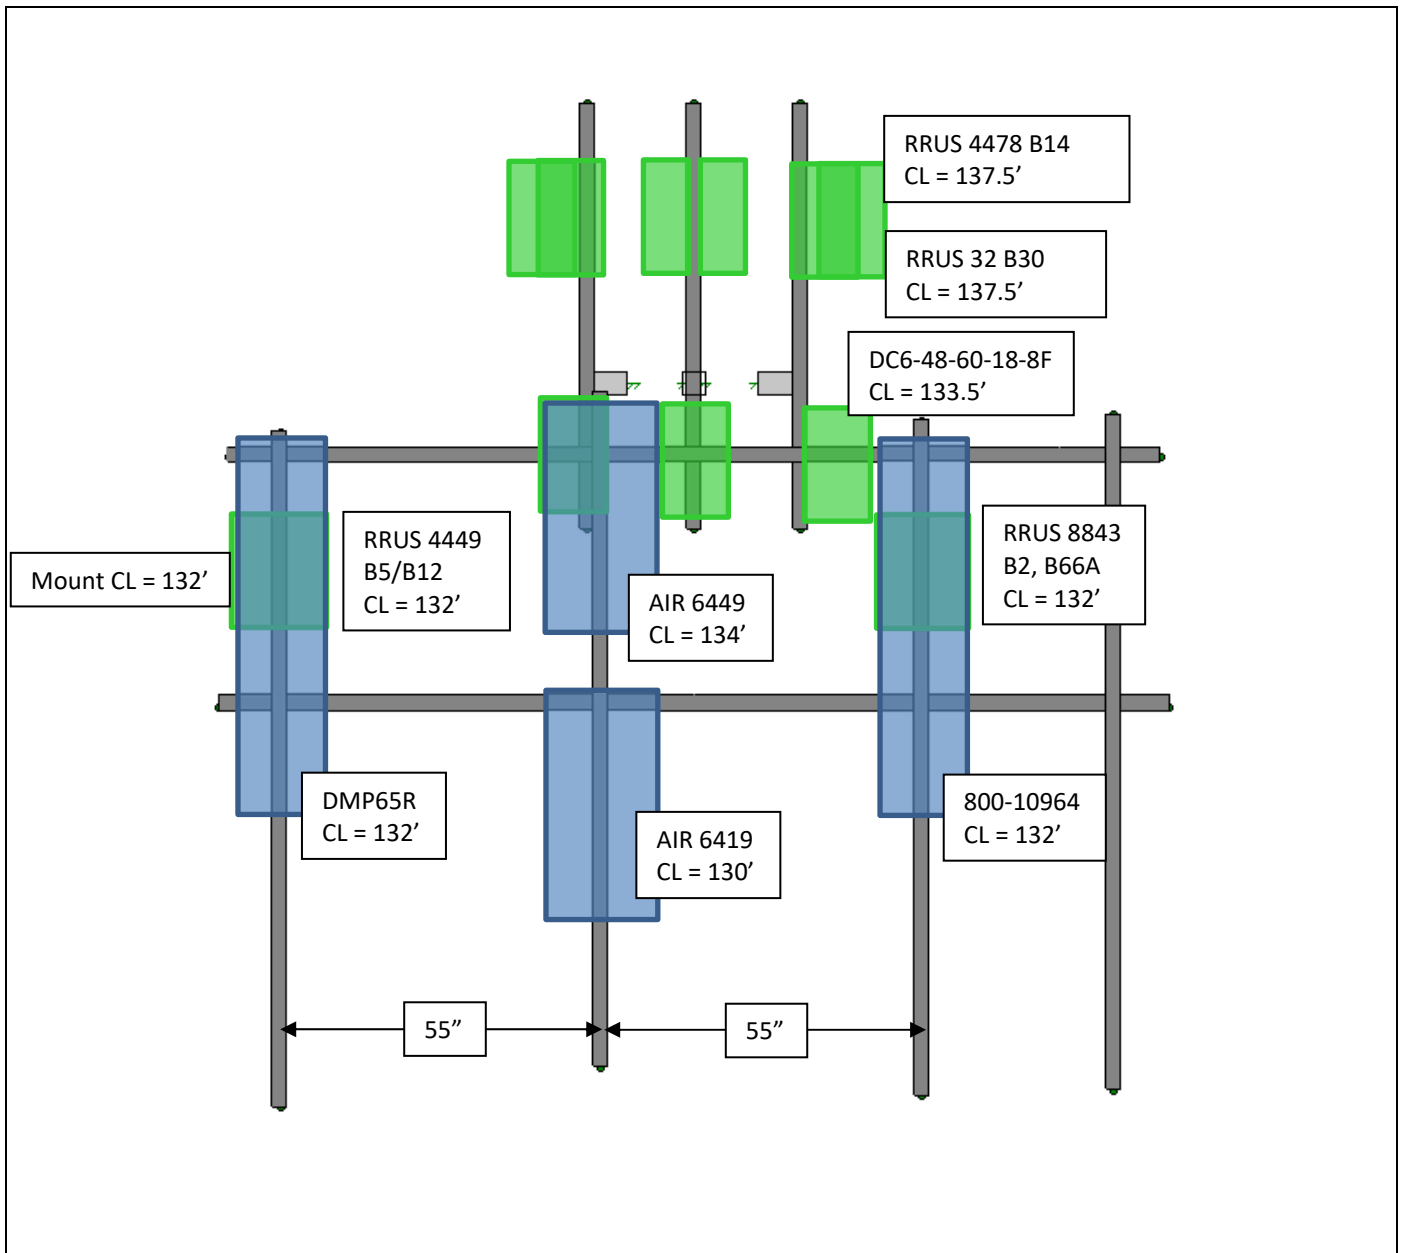 RRUS 4478 B14
CL = 137.5’
RRUS 32 B30
CL = 137.5’
DC6-48-60-18-8F
CL = 133.5’
Mount CL = 132’
RRUS 4449
B5/B12
CL = 132’
AIR 6449
CL = 134’
RRUS 8843
B2, B66A
CL = 132’
DMP65R
CL = 132’
AIR 6419
CL = 130’
800-10964
CL = 132’
55”
55”